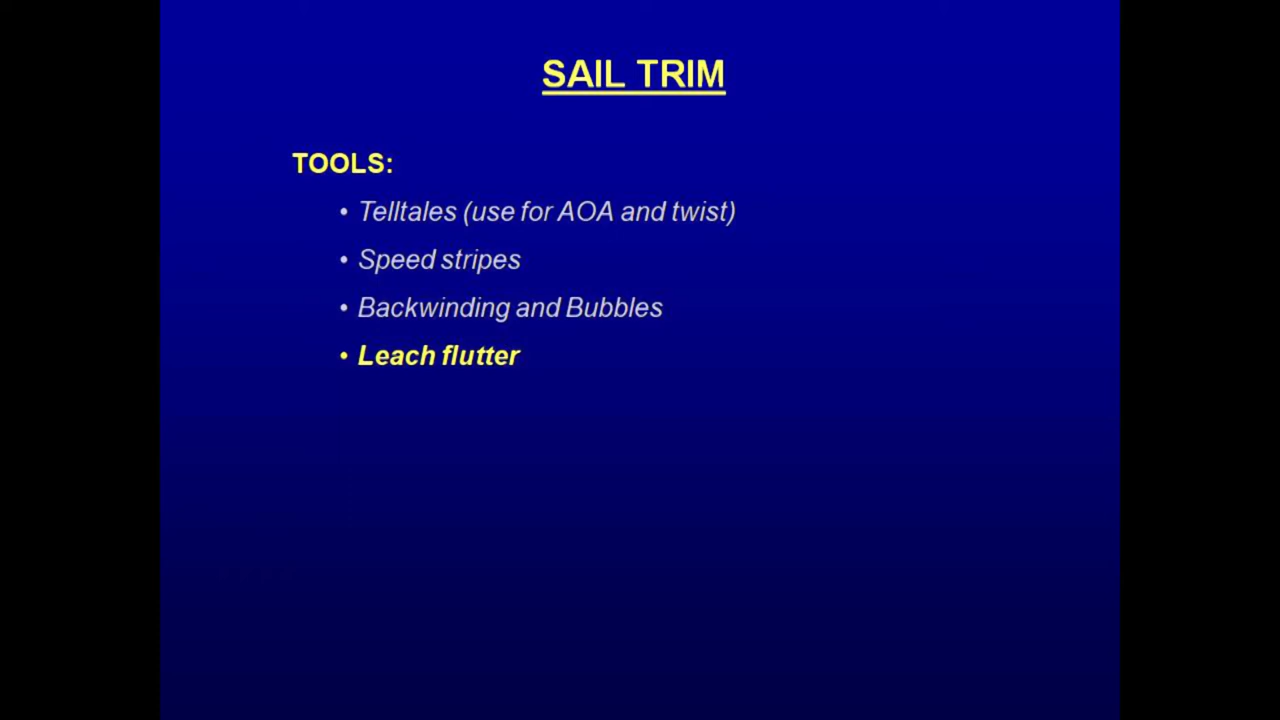 SAIL TRIM
TOOLS:
• Telltales (use for AOA and twist)
• Speed stripes
• Backwinding and Bubbles
• Leach flutter